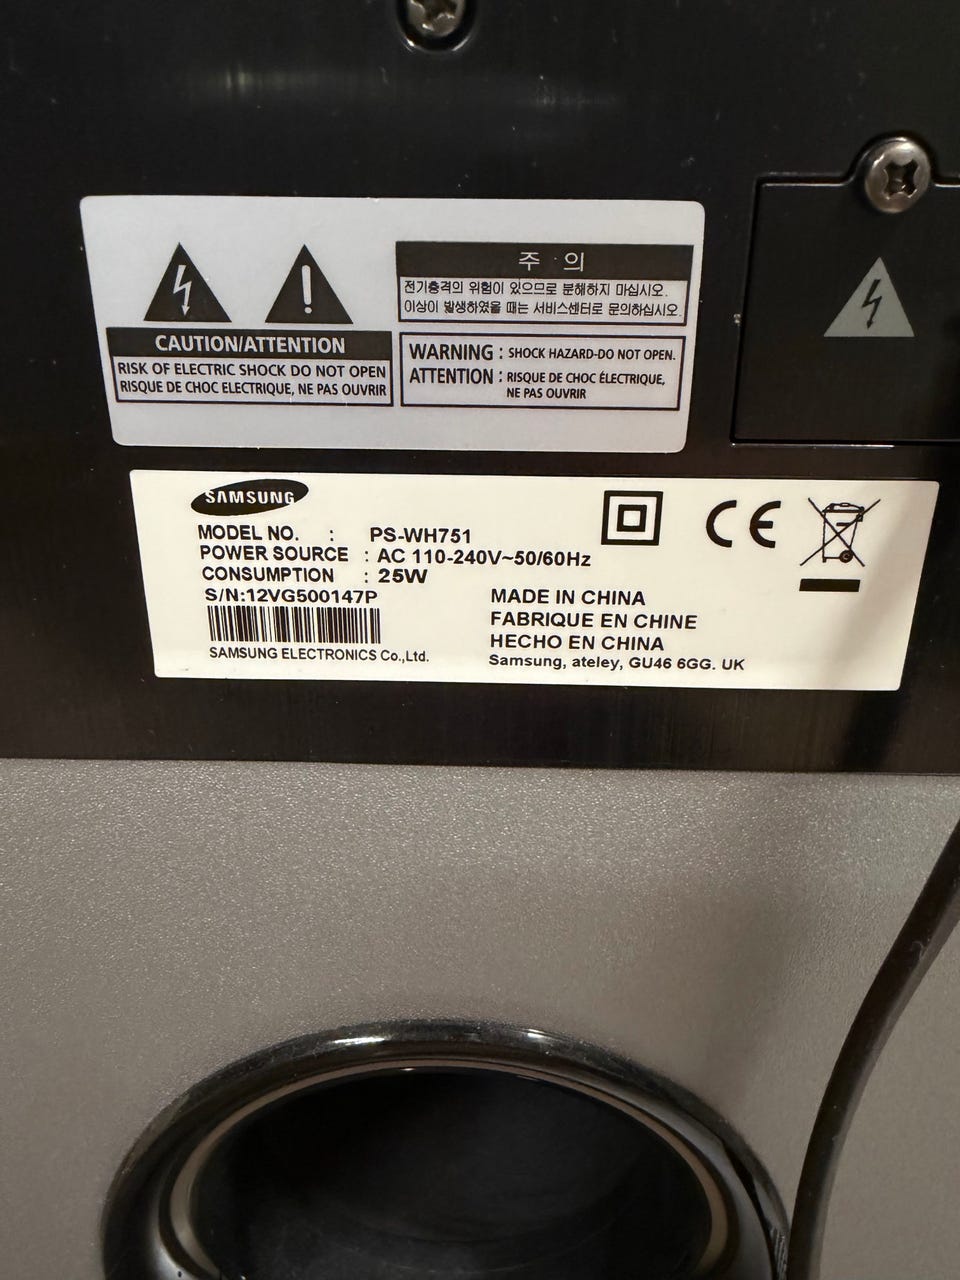 주 의
전기충격의 위험이 있으므로 분해하지 마십시오.
이상이 발생하였을 때는 서비스센터로 문의하십시오.
CAUTION/ATTENTION
RISK OF ELECTRIC SHOCK DO NOT OPEN
RISQUE DE CHOC ELECTRIQUE, NE PAS OUVRIR
WARNING : SHOCK HAZARD-DO NOT OPEN.
ATTENTION : RISQUE DE CHOC ÉLECTRIQUE,
NE PAS OUVRIR
SAMSUNG
MODEL NO. : PS-WH751
POWER SOURCE : AC 110-240V~50/60Hz
CONSUMPTION : 25W
S/N:12VG500147P
SAMSUNG ELECTRONICS Co.,Ltd.
CE
MADE IN CHINA
FABRIQUE EN CHINE
HECHO EN CHINA
Samsung, ateley, GU46 6GG. UK